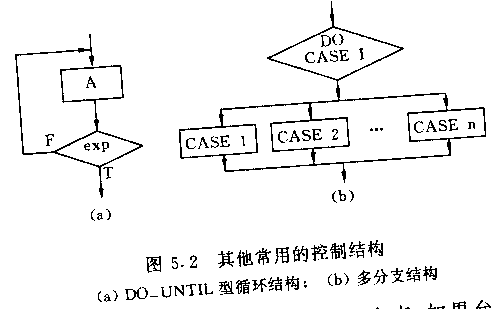 A
F
exp
T
(a)
DO
CASE I
CASE 1
CASE 2
···
CASE n
(b)
图 5.2 其他常用的控制结构
(a) DO_UNTIL 型循环结构; (b) 多分支结构